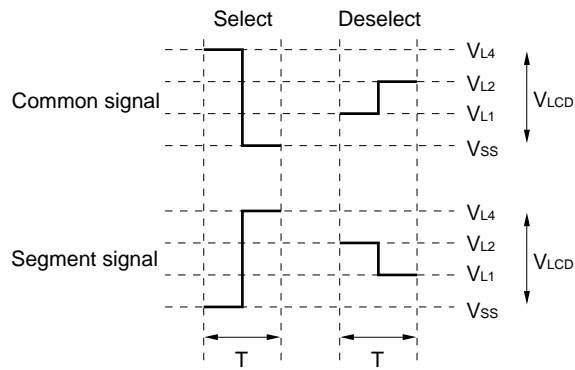 Select Deselect
VL4
VL2
Common signal VLCD
VL1
VSS
VL4
VL2
Segment signal VLCD
VL1
VSS
T T